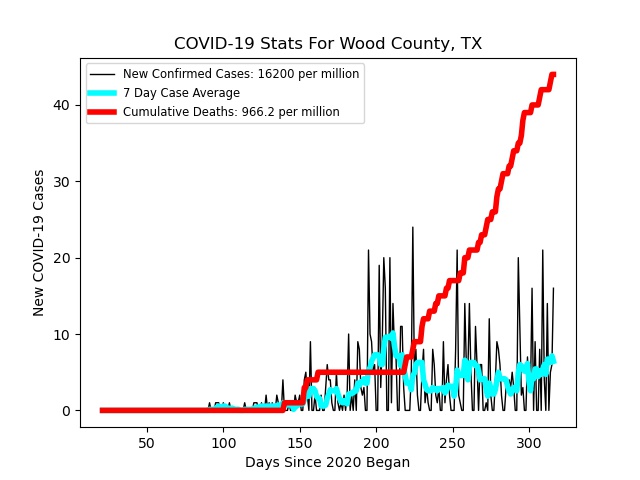 COVID-19 Stats For Wood County, TX
New Confirmed Cases: 16200 per million
7 Day Case Average
Cumulative Deaths: 966.2 per million
New COVID-19 Cases
40
30
20
10
0
50 100 150 200 250 300
Days Since 2020 Began